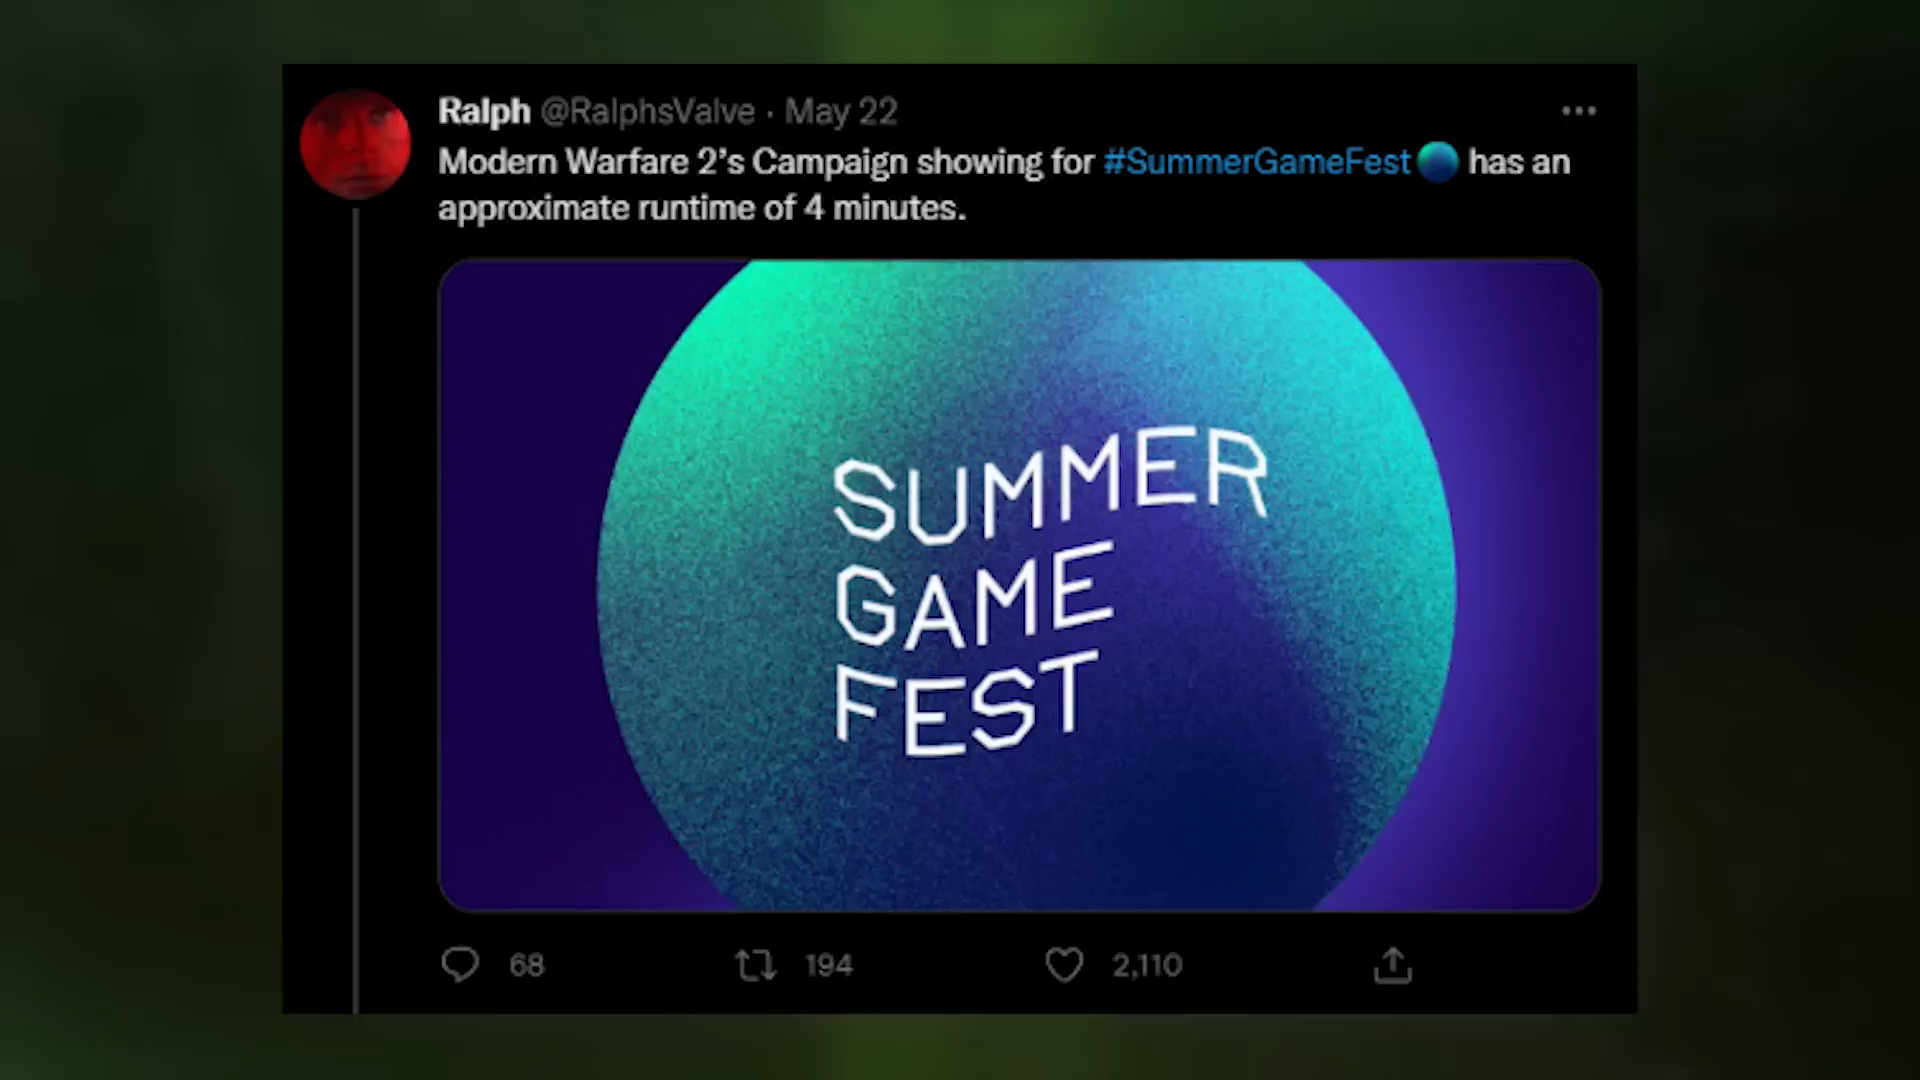 Ralph @RalphsValve · May 22
Modern Warfare 2’s Campaign showing for #SummerGameFest has an
approximate runtime of 4 minutes.
SUMMER
GAME
FEST
68 194 2,110